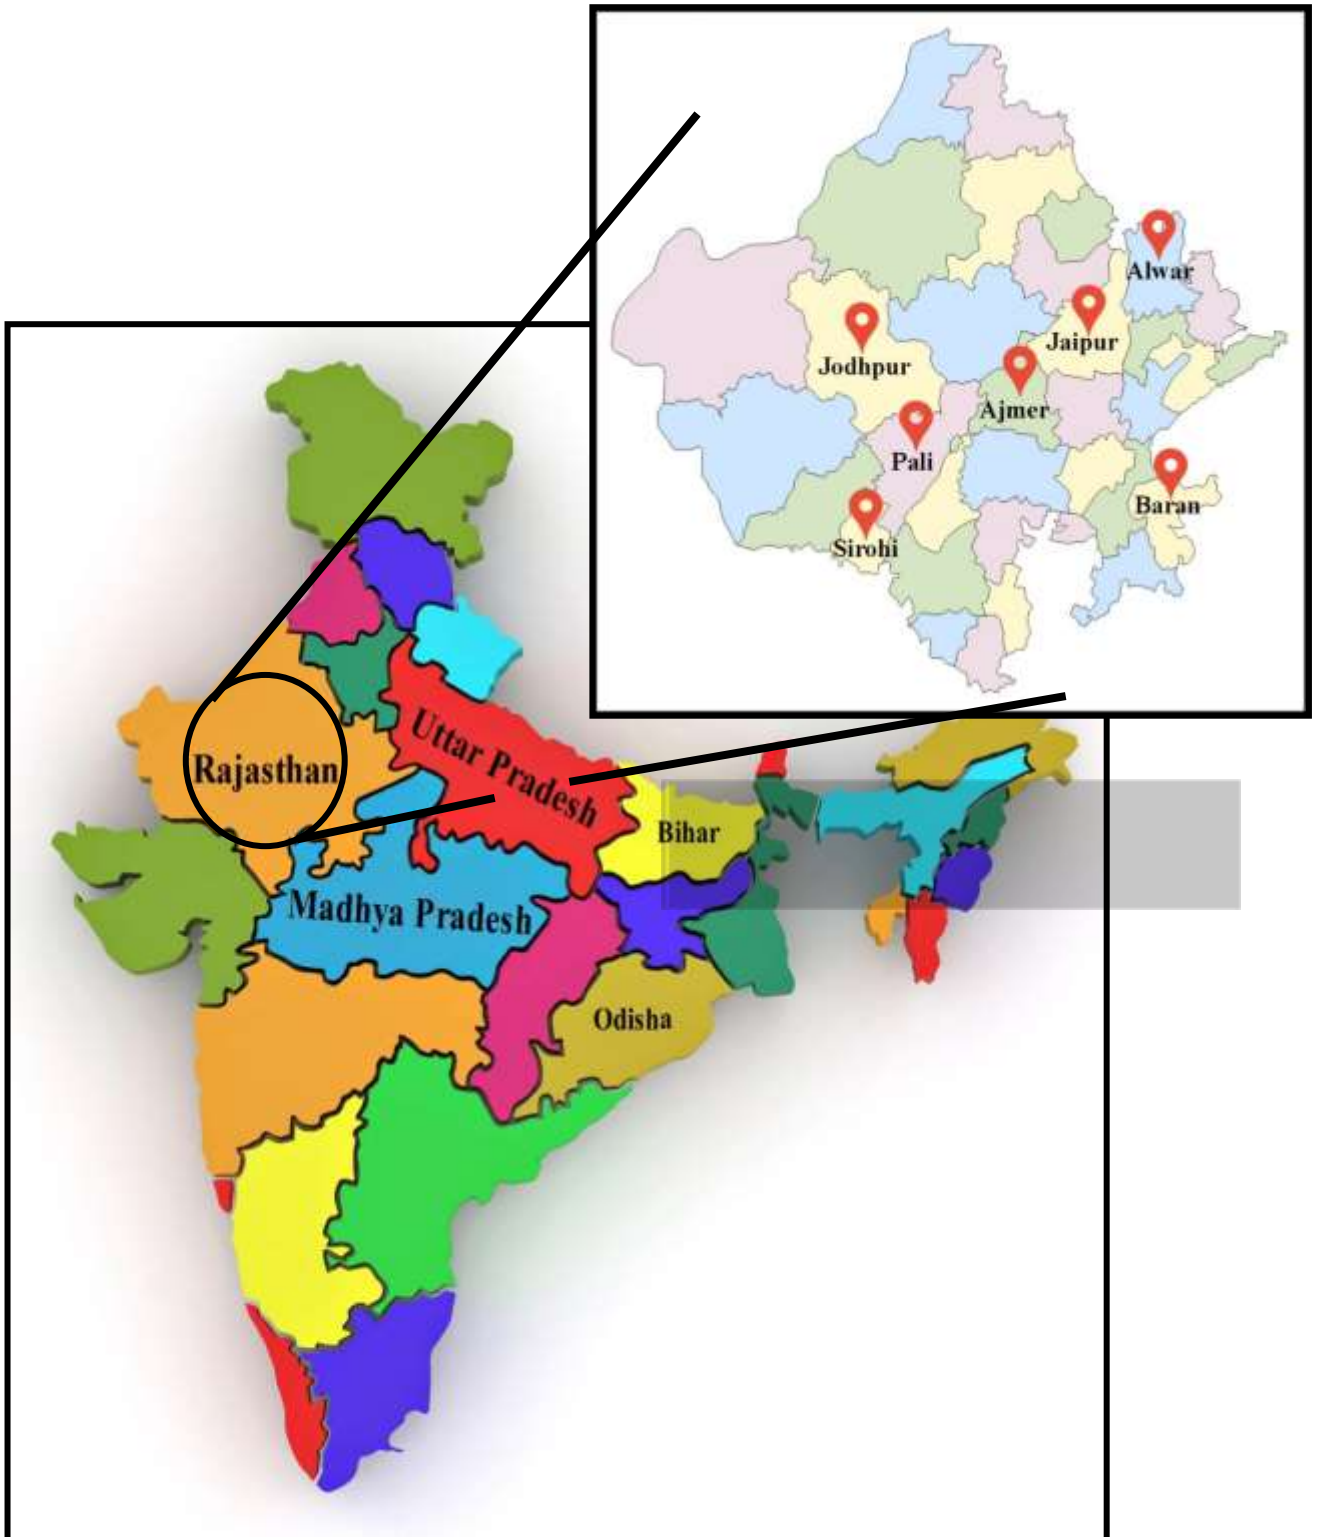 Alwar
Jaipur
Jodhpur
Ajmer
Pali
Baran
Sirohi
Uttar Pradesh
Rajasthan
Bihar
Madhya Pradesh
Odisha